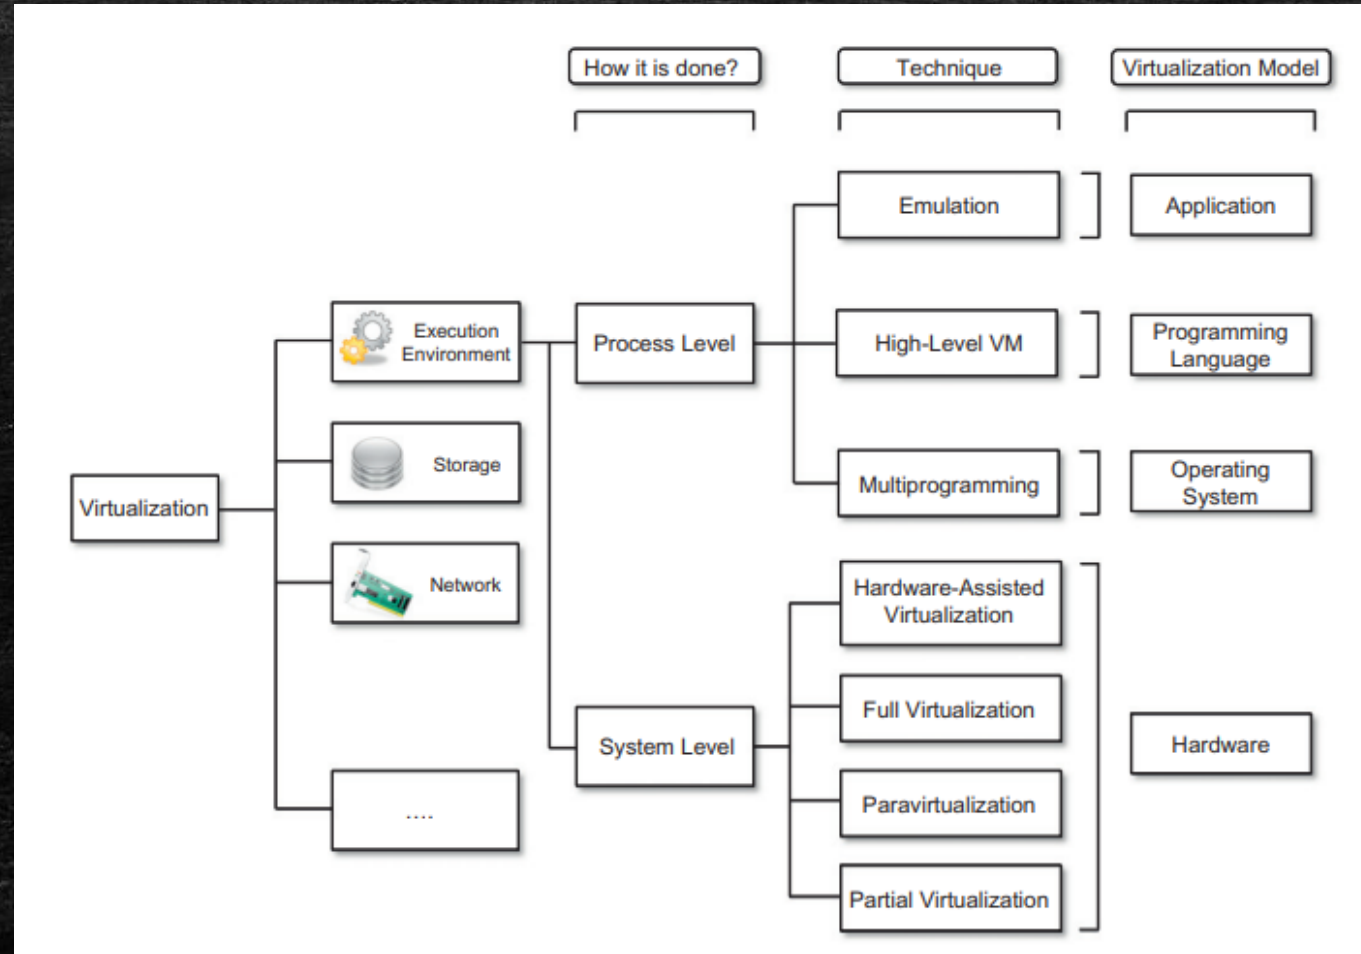 How it is done?
Technique
Virtualization Model
Emulation
Application
Execution
Environment
Process Level
High-Level VM
Programming
Language
Storage
Multiprogramming
Operating
System
Virtualization
Network
Hardware-Assisted
Virtualization
Full Virtualization
System Level
Hardware
Paravirtualization
....
Partial Virtualization